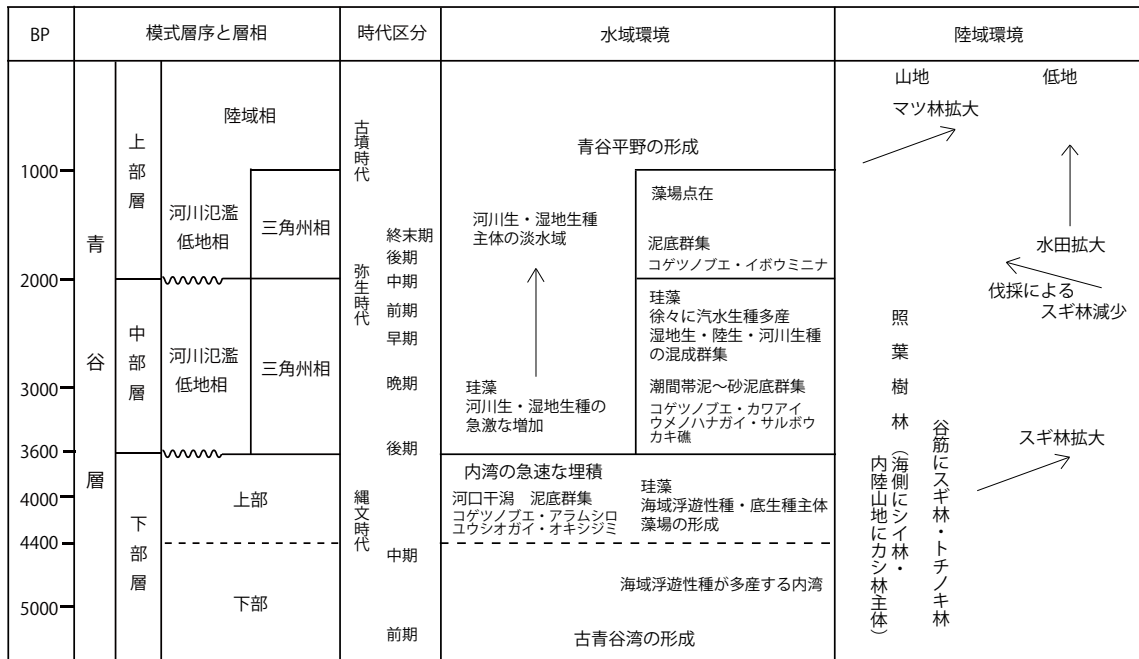 BP
模式層序と層相
時代区分
水域環境
陸域環境
1000
2000
3000
3600
4000
4400
5000
青谷層
上部層
中部層
下部層
陸域相
河川氾濫
低地相
三角州相
河川氾濫
低地相
三角州相
上部
下部
古墳時代
弥生時代
縄文時代
終末期
後期
中期
前期
早期
晩期
後期
中期
前期
青谷平野の形成
河川生・湿地生種
主体の淡水域
珪藻
河川生・湿地生種の
急激な増加
藻場点在
泥底群集
コゲツノブエ・イボウミニナ
珪藻
徐々に汽水生種多産
湿地生・陸生・河川生種
の混成群集
潮間帯泥～砂泥底群集
コゲツノブエ・カワアイ
ウメノハナガイ・サルボウ
カキ礁
内湾の急速な埋積
河口干潟 泥底群集
コゲツノブエ・アラムシロ
ユウシオガイ・オキシジミ
珪藻
海域浮遊性種・底生種主体
藻場の形成
海域浮遊性種が多産する内湾
古青谷湾の形成
山地
低地
マツ林拡大
水田拡大
伐採による
スギ林減少
スギ林拡大
照葉樹林（海側にシイ林・
内陸山地にカシ林主体）
谷筋にスギ林・トチノキ林